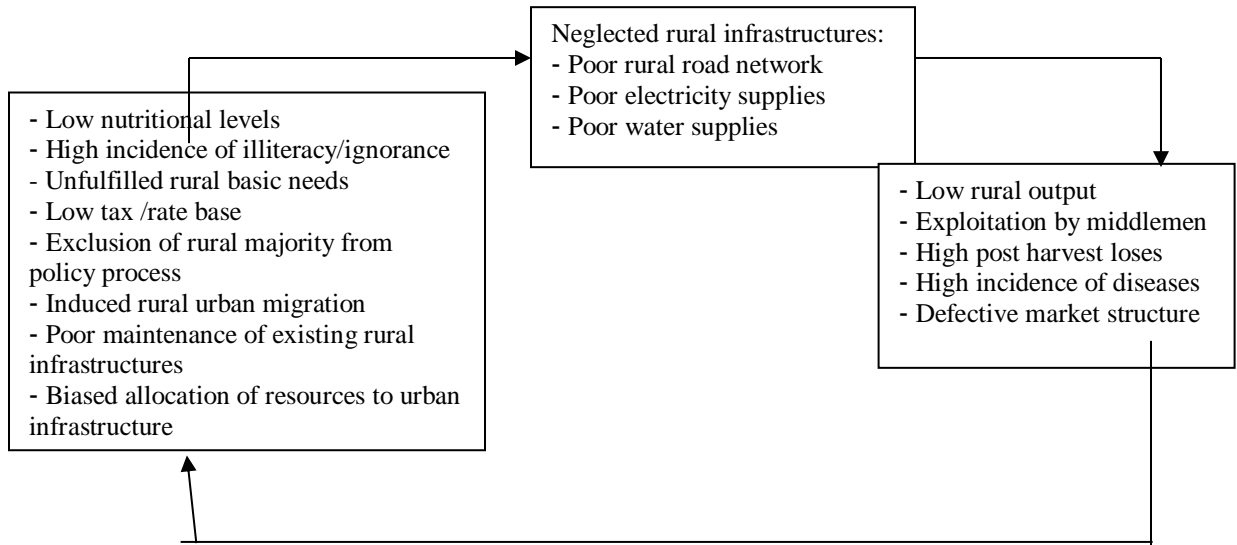 Neglected rural infrastructures:
- Poor rural road network
- Poor electricity supplies
- Poor water supplies
- Low nutritional levels
- High incidence of illiteracy/ignorance
- Unfulfilled rural basic needs
- Low tax /rate base
- Exclusion of rural majority from
policy process
- Induced rural urban migration
- Poor maintenance of existing rural
infrastructures
- Biased allocation of resources to urban
infrastructure
- Low rural output
- Exploitation by middlemen
- High post harvest loses
- High incidence of diseases
- Defective market structure